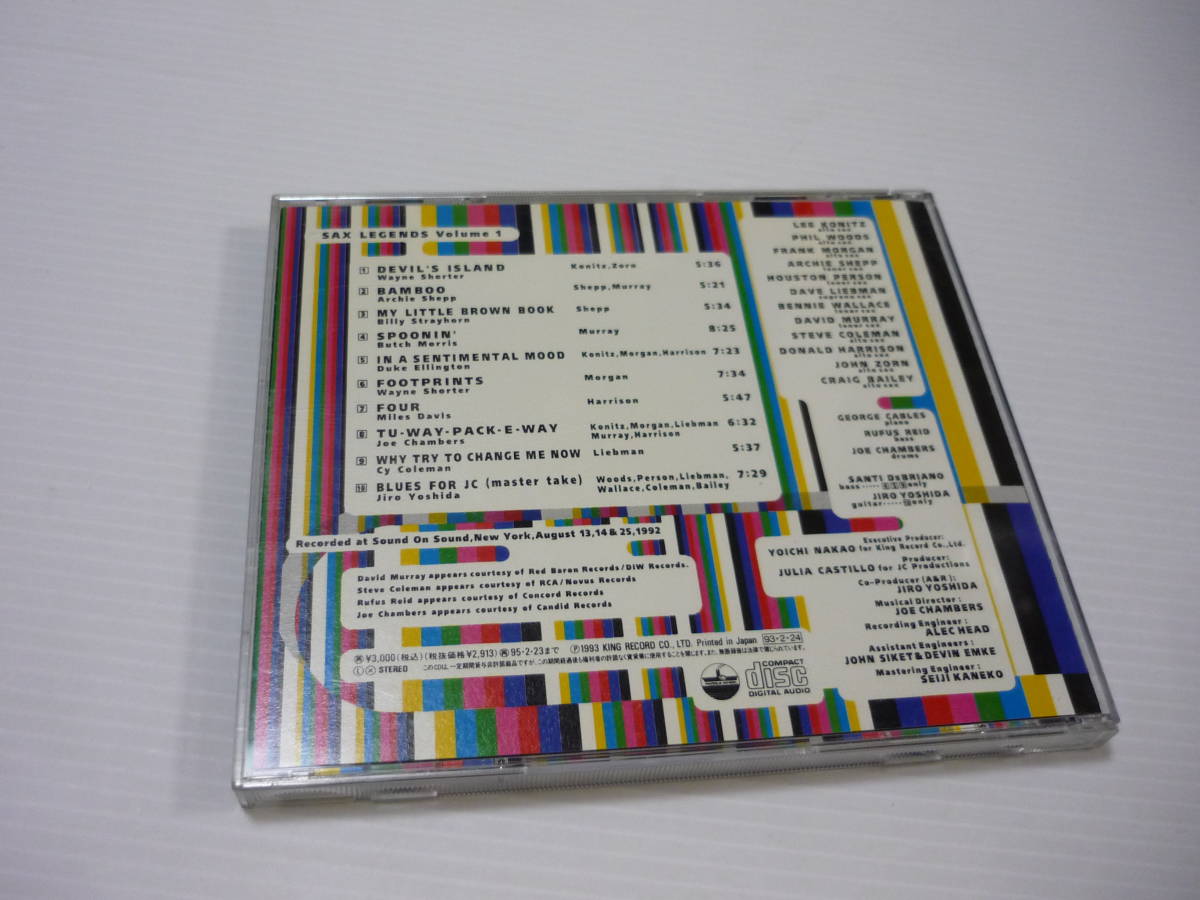 SAX LEGENDS Volume 1
1 DEVIL'S ISLAND Konitz,Zorn 5:36
Wayne Shorter
2 BAMBOO Shepp,Murray 5:21
Archie Shepp
3 MY LITTLE BROWN BOOK Shepp 5:34
Billy Strayhorn
4 SPOONIN' Murray 8:25
Butch Morris
5 IN A SENTIMENTAL MOOD Konitz,Morgan,Harrison 7:23
Duke Ellington
6 FOOTPRINTS Morgan 7:34
Wayne Shorter
7 FOUR Harrison 5:47
Miles Davis
8 TU-WAY-PACK-E-WAY Konitz,Morgan,Liebman 6:32
Joe Chambers Murray,Harrison
9 WHY TRY TO CHANGE ME NOW Liebman 5:37
Cy Coleman
10 BLUES FOR JC (master take) Woods,Person,Liebman, 7:29
Jiro Yoshida Wallace,Coleman,Bailey
Recorded at Sound On Sound,New York,August 13,14 & 25,1992
David Murray appears courtesy of Red Baron Records/DIW Records.
Steve Coleman appears courtesy of RCA/Novus Records
Rufus Reid appears courtesy of Concord Records
Joe Chambers appears courtesy of Candid Records
LEE KONITZ
alto sax
PHIL WOODS
alto sax
FRANK MORGAN
alto sax
ARCHIE SHEPP
tenor sax
HOUSTON PERSON
tenor sax
DAVE LIEBMAN
soprano sax
BENNIE WALLACE
tenor sax
DAVID MURRAY
tenor sax
STEVE COLEMAN
alto sax
DONALD HARRISON
alto sax
JOHN ZORN
alto sax
CRAIG BAILEY
alto sax
GEORGE CABLES
piano
RUFUS REID
bass
JOE CHAMBERS
drums
SANTI DeBRIANO
bass ····· only
JIRO YOSHIDA
guitar ····· 10 only
Executive Producer:
YOICHI NAKAO for King Record Co.,Ltd.
Producer:
JULIA CASTILLO for JC Productions
Co-Producer (A&R):
JIRO YOSHIDA
Musical Director:
JOE CHAMBERS
Recording Engineer:
ALEC HEAD
Assistant Engineers:
JOHN SIKET & DEVIN EMKE
Mastering Engineer:
SEIJI KANEKO
¥3,000(税込)(税抜価格¥2,913) 95·2·23まで Ⓟ1993 KING RECORD CO., LTD. Printed in Japan 93-2-24
STEREO
COMPACT
disc
DIGITAL AUDIO